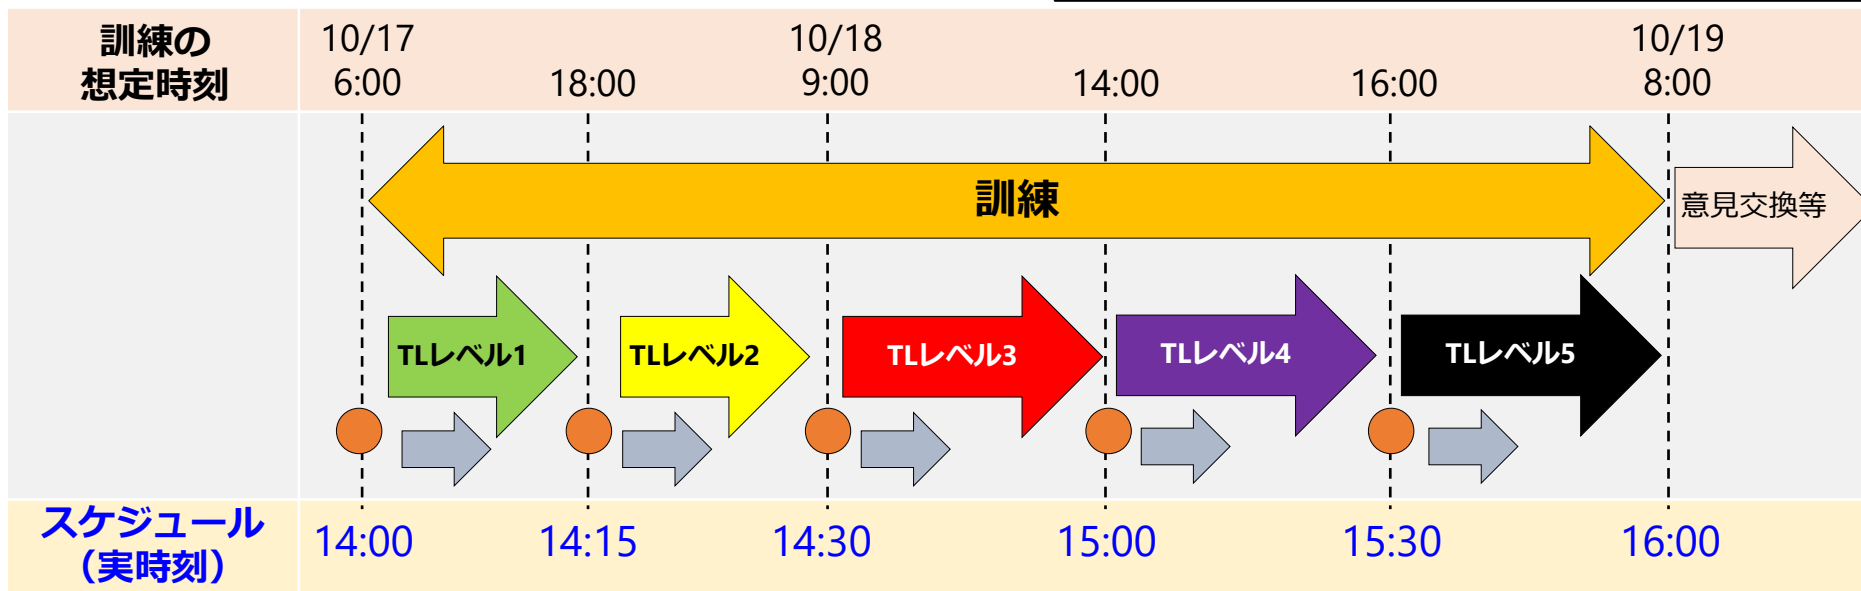 訓練の
想定時刻
10/17
6:00
18:00
10/18
9:00
14:00
16:00
10/19
8:00
訓練
意見交換等
TLレベル1
TLレベル2
TLレベル3
TLレベル4
TLレベル5
スケジュール
（実時刻）
14:00
14:15
14:30
15:00
15:30
16:00